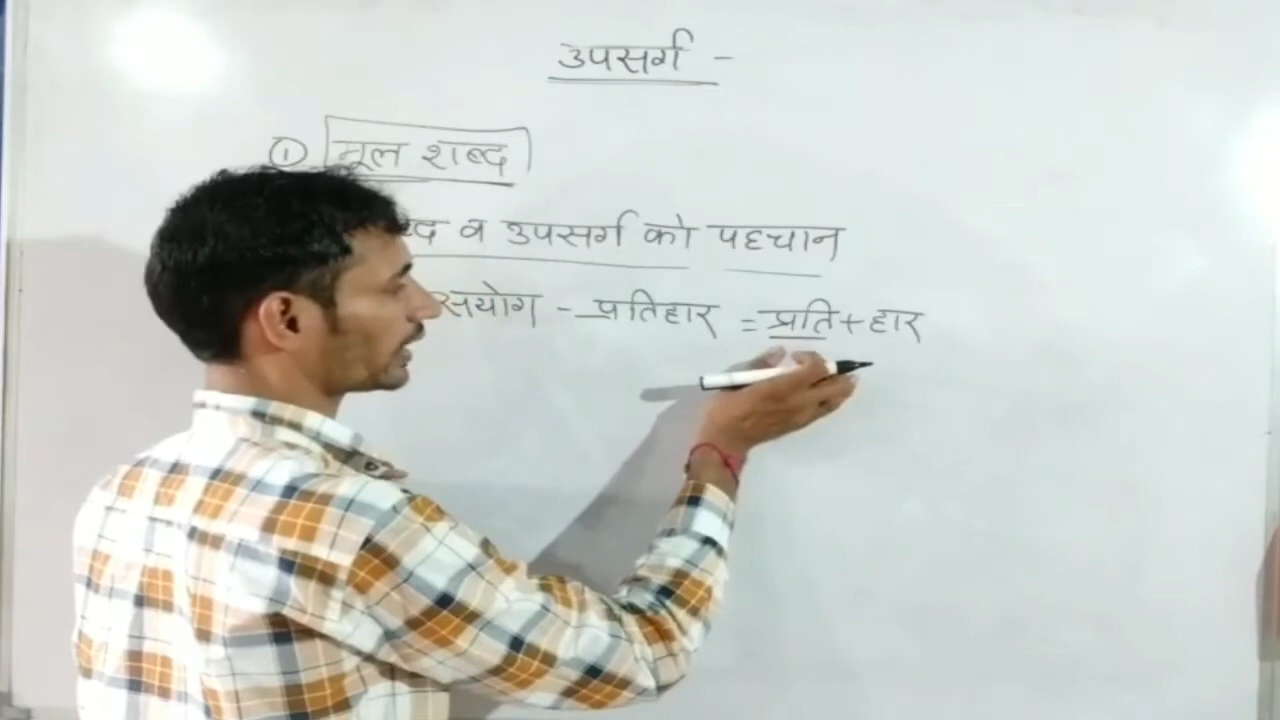 उपसर्ग -
① मूल शब्द
व उपसर्ग को पहचान
सयोग - प्रतिहार = प्रति + हार